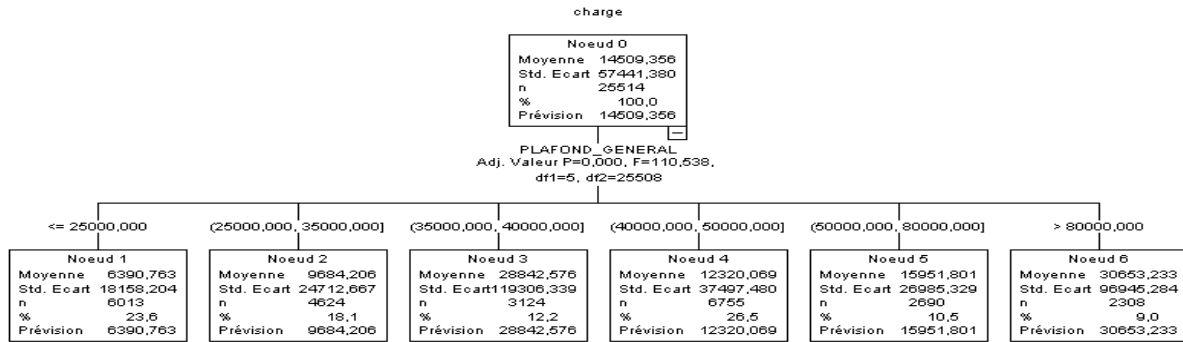 charge
Noeud 0
Moyenne 14509,356
Std. Ecart 57441,380
n 25514
% 100,0
Prévision 14509,356
PLAFOND_GENERAL
Adj. Valeur P=0,000, F=110,538,
df1=5, df2=25508
<= 25000,000
(25000,000, 35000,000]
(35000,000, 40000,000]
(40000,000, 50000,000]
(50000,000, 80000,000]
> 80000,000
Noeud 1
Moyenne 6390,763
Std. Ecart 18158,204
n 6013
% 23,6
Prévision 6390,763
Noeud 2
Moyenne 9684,206
Std. Ecart 24712,667
n 4624
% 18,1
Prévision 9684,206
Noeud 3
Moyenne 28842,576
Std. Ecart 119306,339
n 3124
% 12,2
Prévision 28842,576
Noeud 4
Moyenne 12320,069
Std. Ecart 37497,480
n 6755
% 26,5
Prévision 12320,069
Noeud 5
Moyenne 15951,801
Std. Ecart 26985,329
n 2690
% 10,5
Prévision 15951,801
Noeud 6
Moyenne 30653,233
Std. Ecart 96945,284
n 2308
% 9,0
Prévision 30653,233